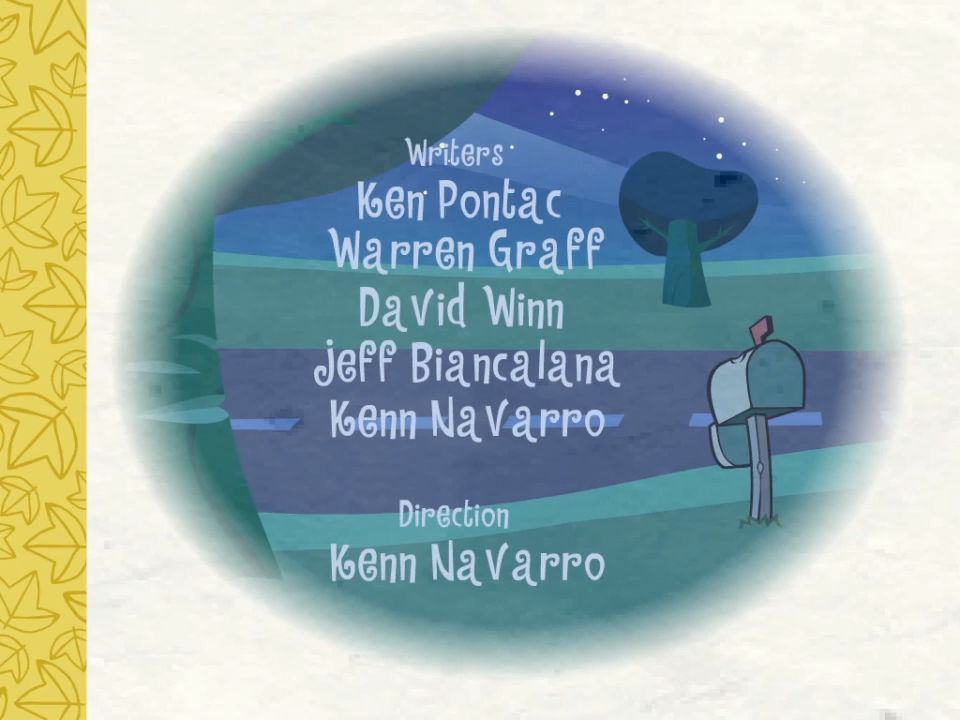 Writers
Ken Pontac
Warren Graff
David Winn
Jeff Biancalana
Kenn Navarro
Direction
Kenn Navarro